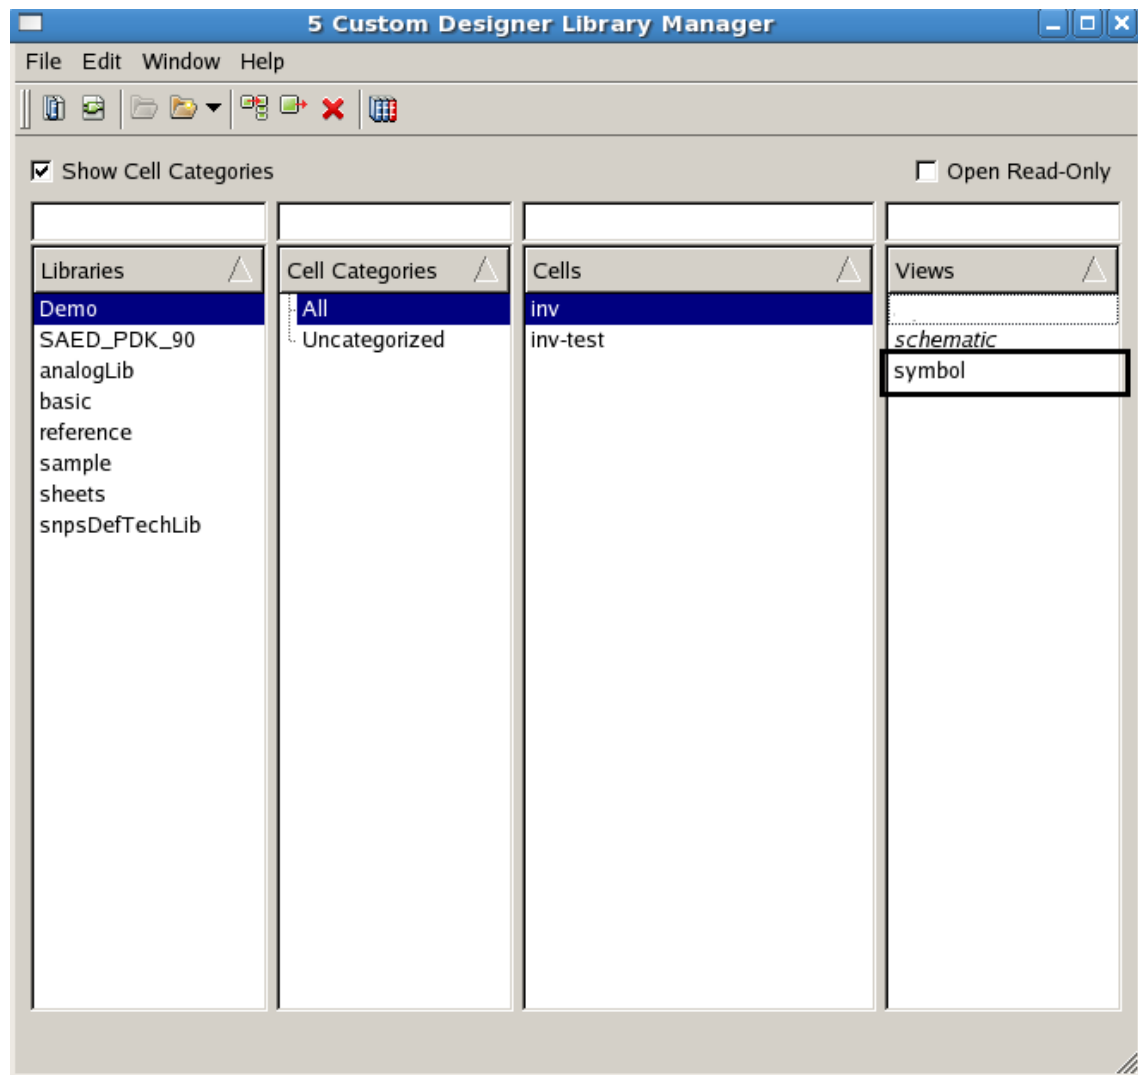 5 Custom Designer Library Manager
File Edit Window Help
Show Cell Categories Open Read-Only
Libraries Cell Categories Cells Views
Demo All inv
SAED_PDK_90 Uncategorized inv-test schematic
analogLib symbol
basic
reference
sample
sheets
snpsDefTechLib